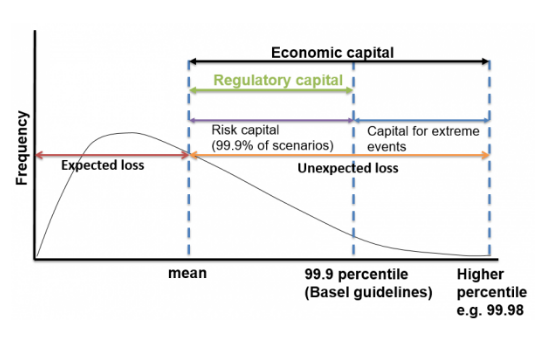 Economic capital
Regulatory capital
Risk capital
(99.9% of scenarios)
Capital for extreme
events
Expected loss
Unexpected loss
Frequency
mean
99.9 percentile
(Basel guidelines)
Higher
percentile
e.g. 99.98